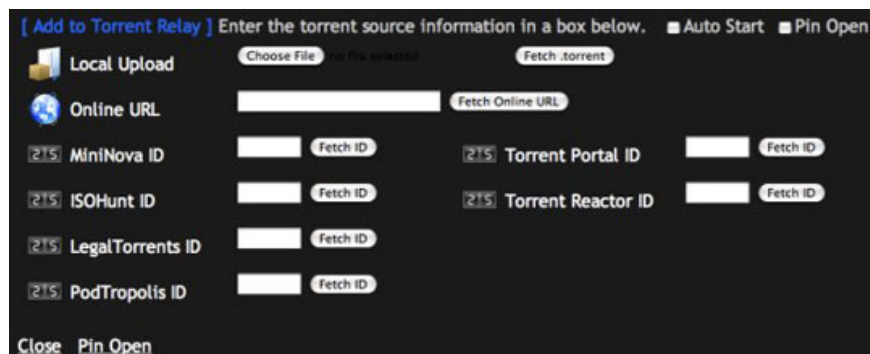 [ Add to Torrent Relay ] Enter the torrent source information in a box below. Auto Start Pin Open
Local Upload Choose File no file selected Fetch .torrent
Online URL Fetch Online URL
2TS MiniNova ID Fetch ID 2TS Torrent Portal ID Fetch ID
2TS ISOHunt ID Fetch ID 2TS Torrent Reactor ID Fetch ID
2TS LegalTorrents ID Fetch ID
2TS PodTropolis ID Fetch ID
Close Pin Open